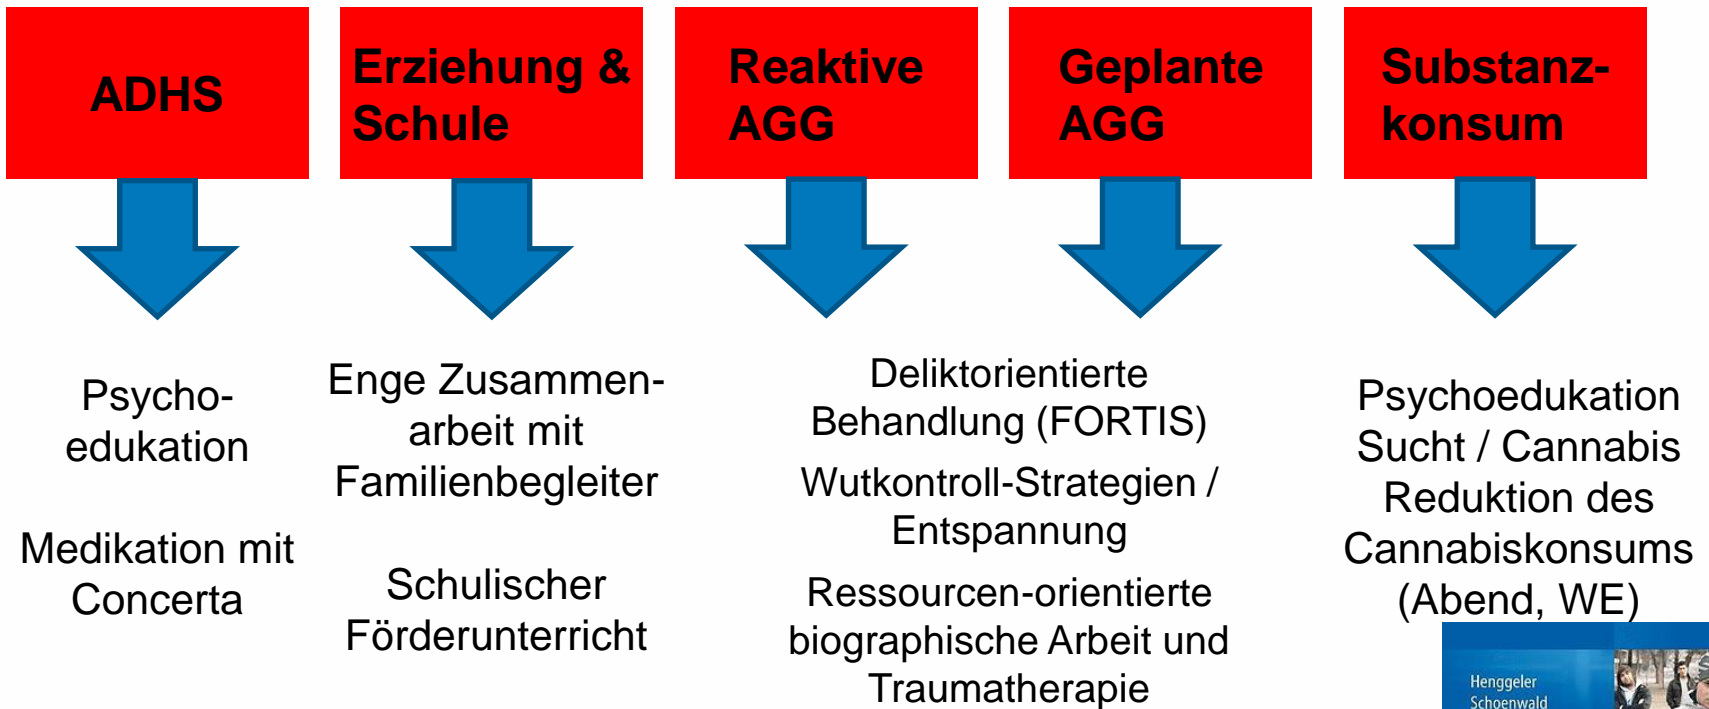 ADHS
Erziehung &
Schule
Reaktive
AGG
Geplante
AGG
Substanz-
konsum
Psycho-
edukation
Medikation mit
Concerta
Enge Zusammen-
arbeit mit
Familienbegleiter
Schulischer
Förderunterricht
Deliktorientierte
Behandlung (FORTIS)
Wutkontroll-Strategien /
Entspannung
Ressourcen-orientierte
biographische Arbeit und
Traumatherapie
Psychoedukation
Sucht / Cannabis
Reduktion des
Cannabiskonsums
(Abend, WE)
Henggeler
Schoenwald